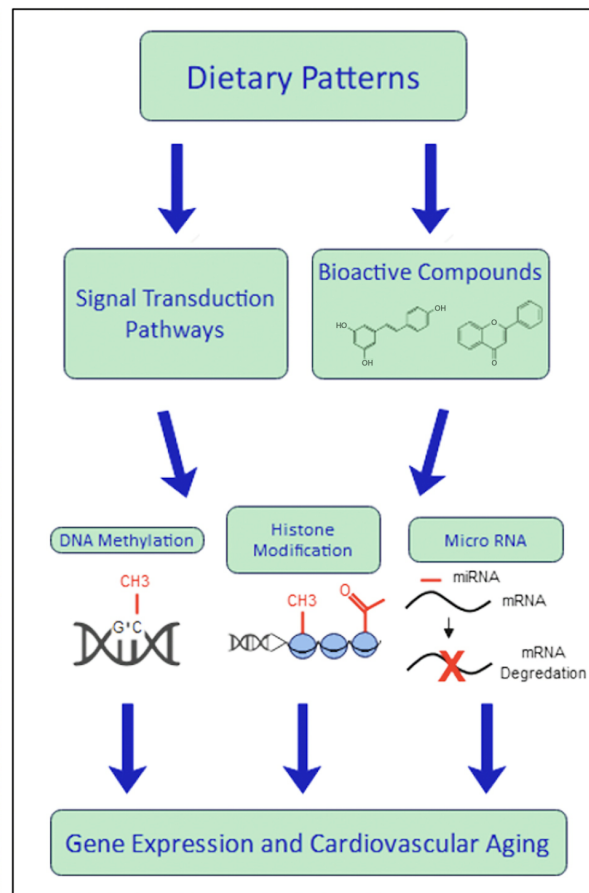 Dietary Patterns
Signal Transduction
Pathways
Bioactive Compounds
OH
HO
OH
O
O
DNA Methylation
Histone
Modification
Micro RNA
CH3
G C
CH3
O
miRNA
mRNA
mRNA
Degredation
X
Gene Expression and Cardiovascular Aging